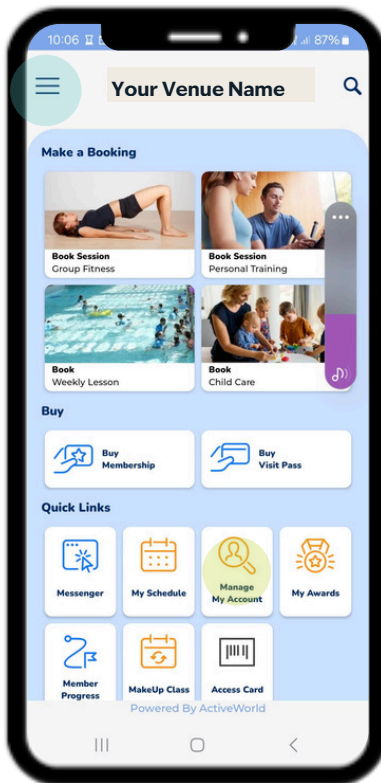 10:06
87%
Your Venue Name
Make a Booking
Book Session
Group Fitness
Book Session
Personal Training
Book
Weekly Lesson
Book
Child Care
Buy
Buy
Membership
Buy
Visit Pass
Quick Links
Messenger
My Schedule
Manage
My Account
My Awards
Member
Progress
MakeUp Class
Access Card
Powered By ActiveWorld